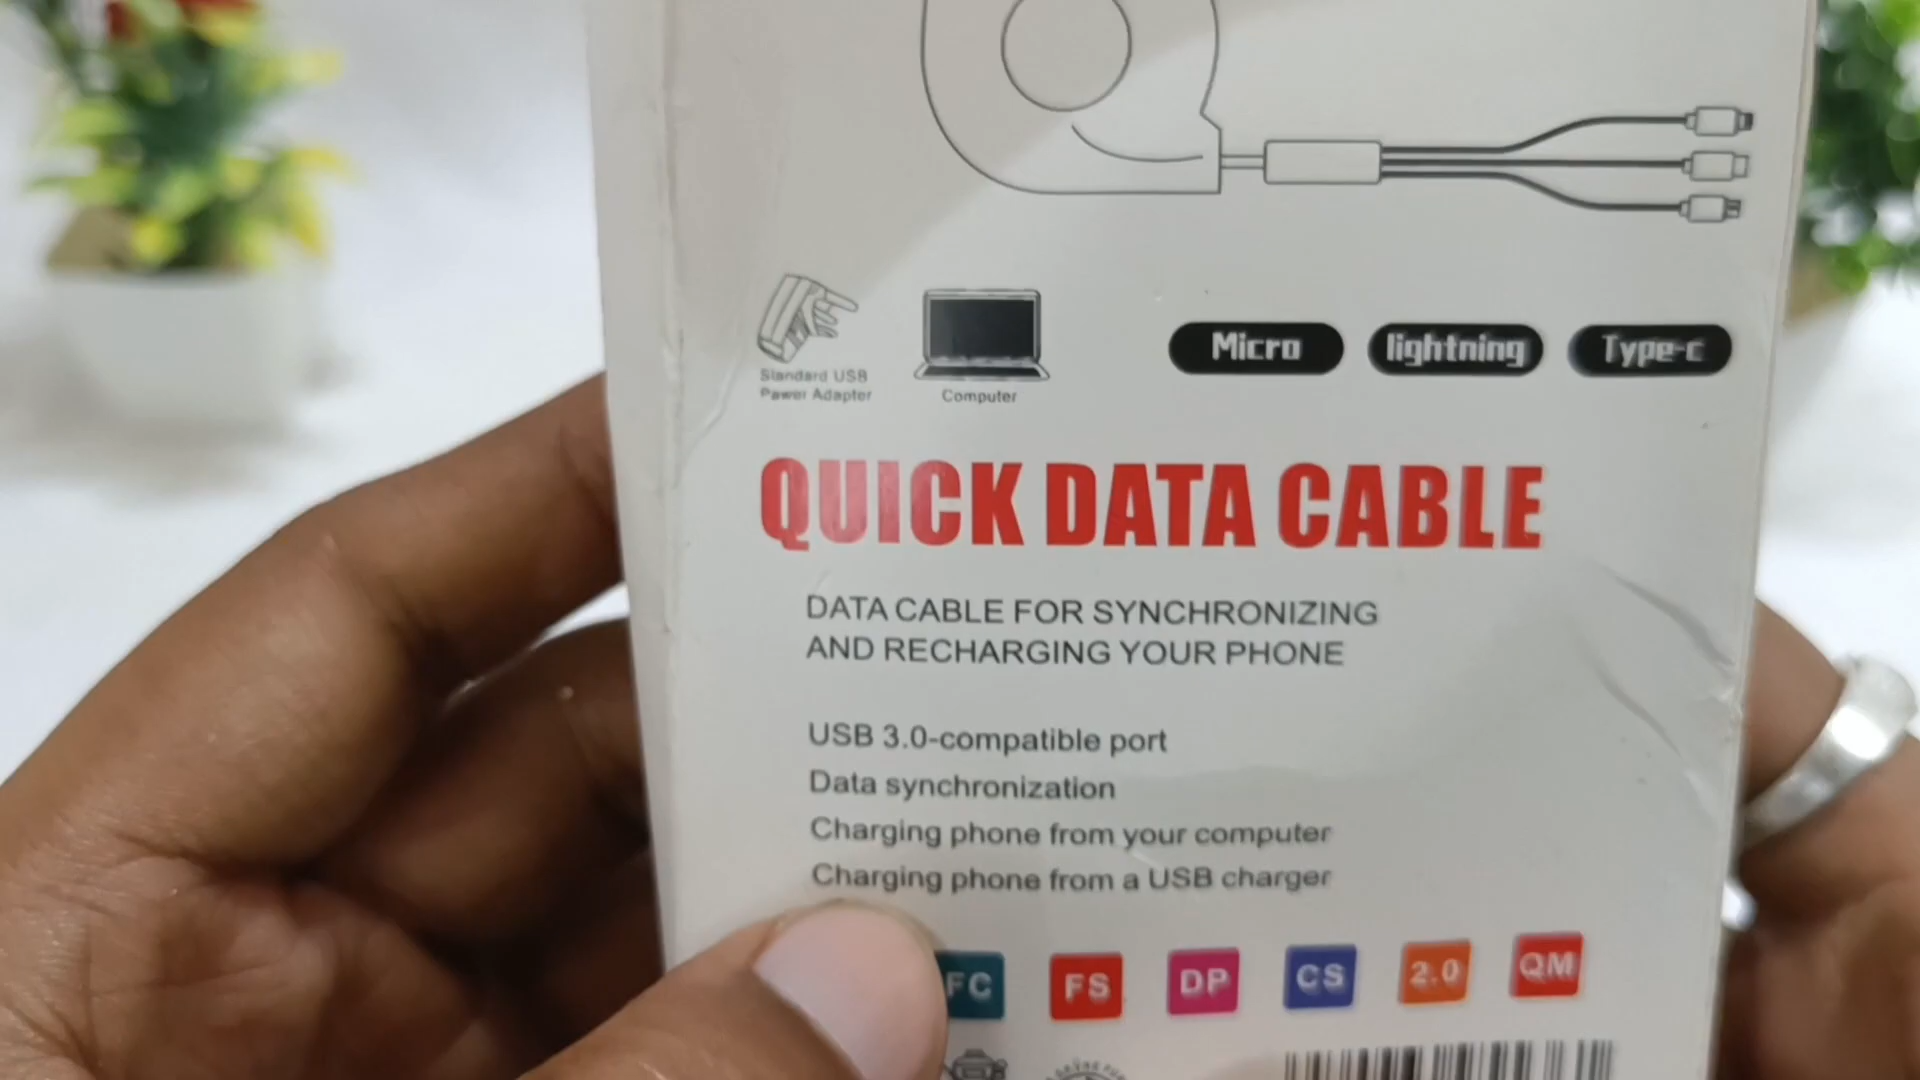 Standard USB
Power Adapter
Computer
Micro
lightning
Type-c
QUICK DATA CABLE
DATA CABLE FOR SYNCHRONIZING
AND RECHARGING YOUR PHONE
USB 3.0-compatible port
Data synchronization
Charging phone from your computer
Charging phone from a USB charger
FC FS DP CS 2.0 QM